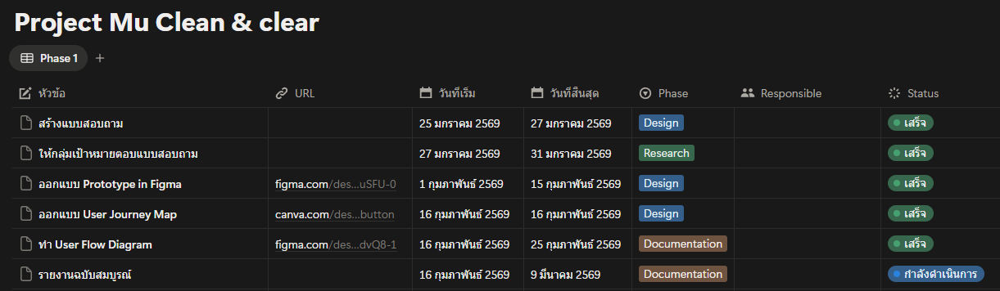 Project Mu Clean & clear
Phase 1 +
หัวข้อ URL วันที่เริ่ม วันที่สิ้นสุด Phase Responsible Status
สร้างแบบสอบถาม 25 มกราคม 2569 27 มกราคม 2569 Design เสร็จ
ให้กลุ่มเป้าหมายตอบแบบสอบถาม 27 มกราคม 2569 31 มกราคม 2569 Research เสร็จ
ออกแบบ Prototype in Figma figma.com/des...uSFU-0 1 กุมภาพันธ์ 2569 15 กุมภาพันธ์ 2569 Design เสร็จ
ออกแบบ User Journey Map canva.com/des...button 16 กุมภาพันธ์ 2569 16 กุมภาพันธ์ 2569 Design เสร็จ
ทำ User Flow Diagram figma.com/des...dvQ8-1 16 กุมภาพันธ์ 2569 25 กุมภาพันธ์ 2569 Documentation เสร็จ
รายงานฉบับสมบูรณ์ 16 กุมภาพันธ์ 2569 9 มีนาคม 2569 Documentation กำลังดำเนินการ